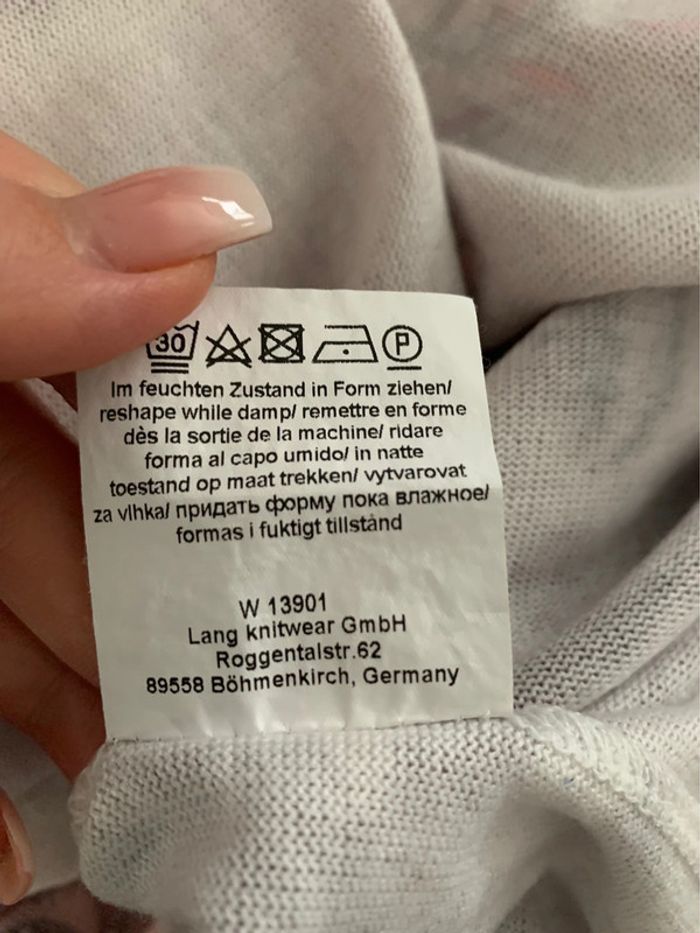 30
P
Im feuchten Zustand in Form ziehen/
reshape while damp/ remettre en forme
dès la sortie de la machine/ ridare
forma al capo umido/ in natte
toestand op maat trekken/ vytvarovat
za vlhka/ придать форму пока влажное/
formas i fuktigt tillstånd
W 13901
Lang knitwear GmbH
Roggentalstr.62
89558 Böhmenkirch, Germany